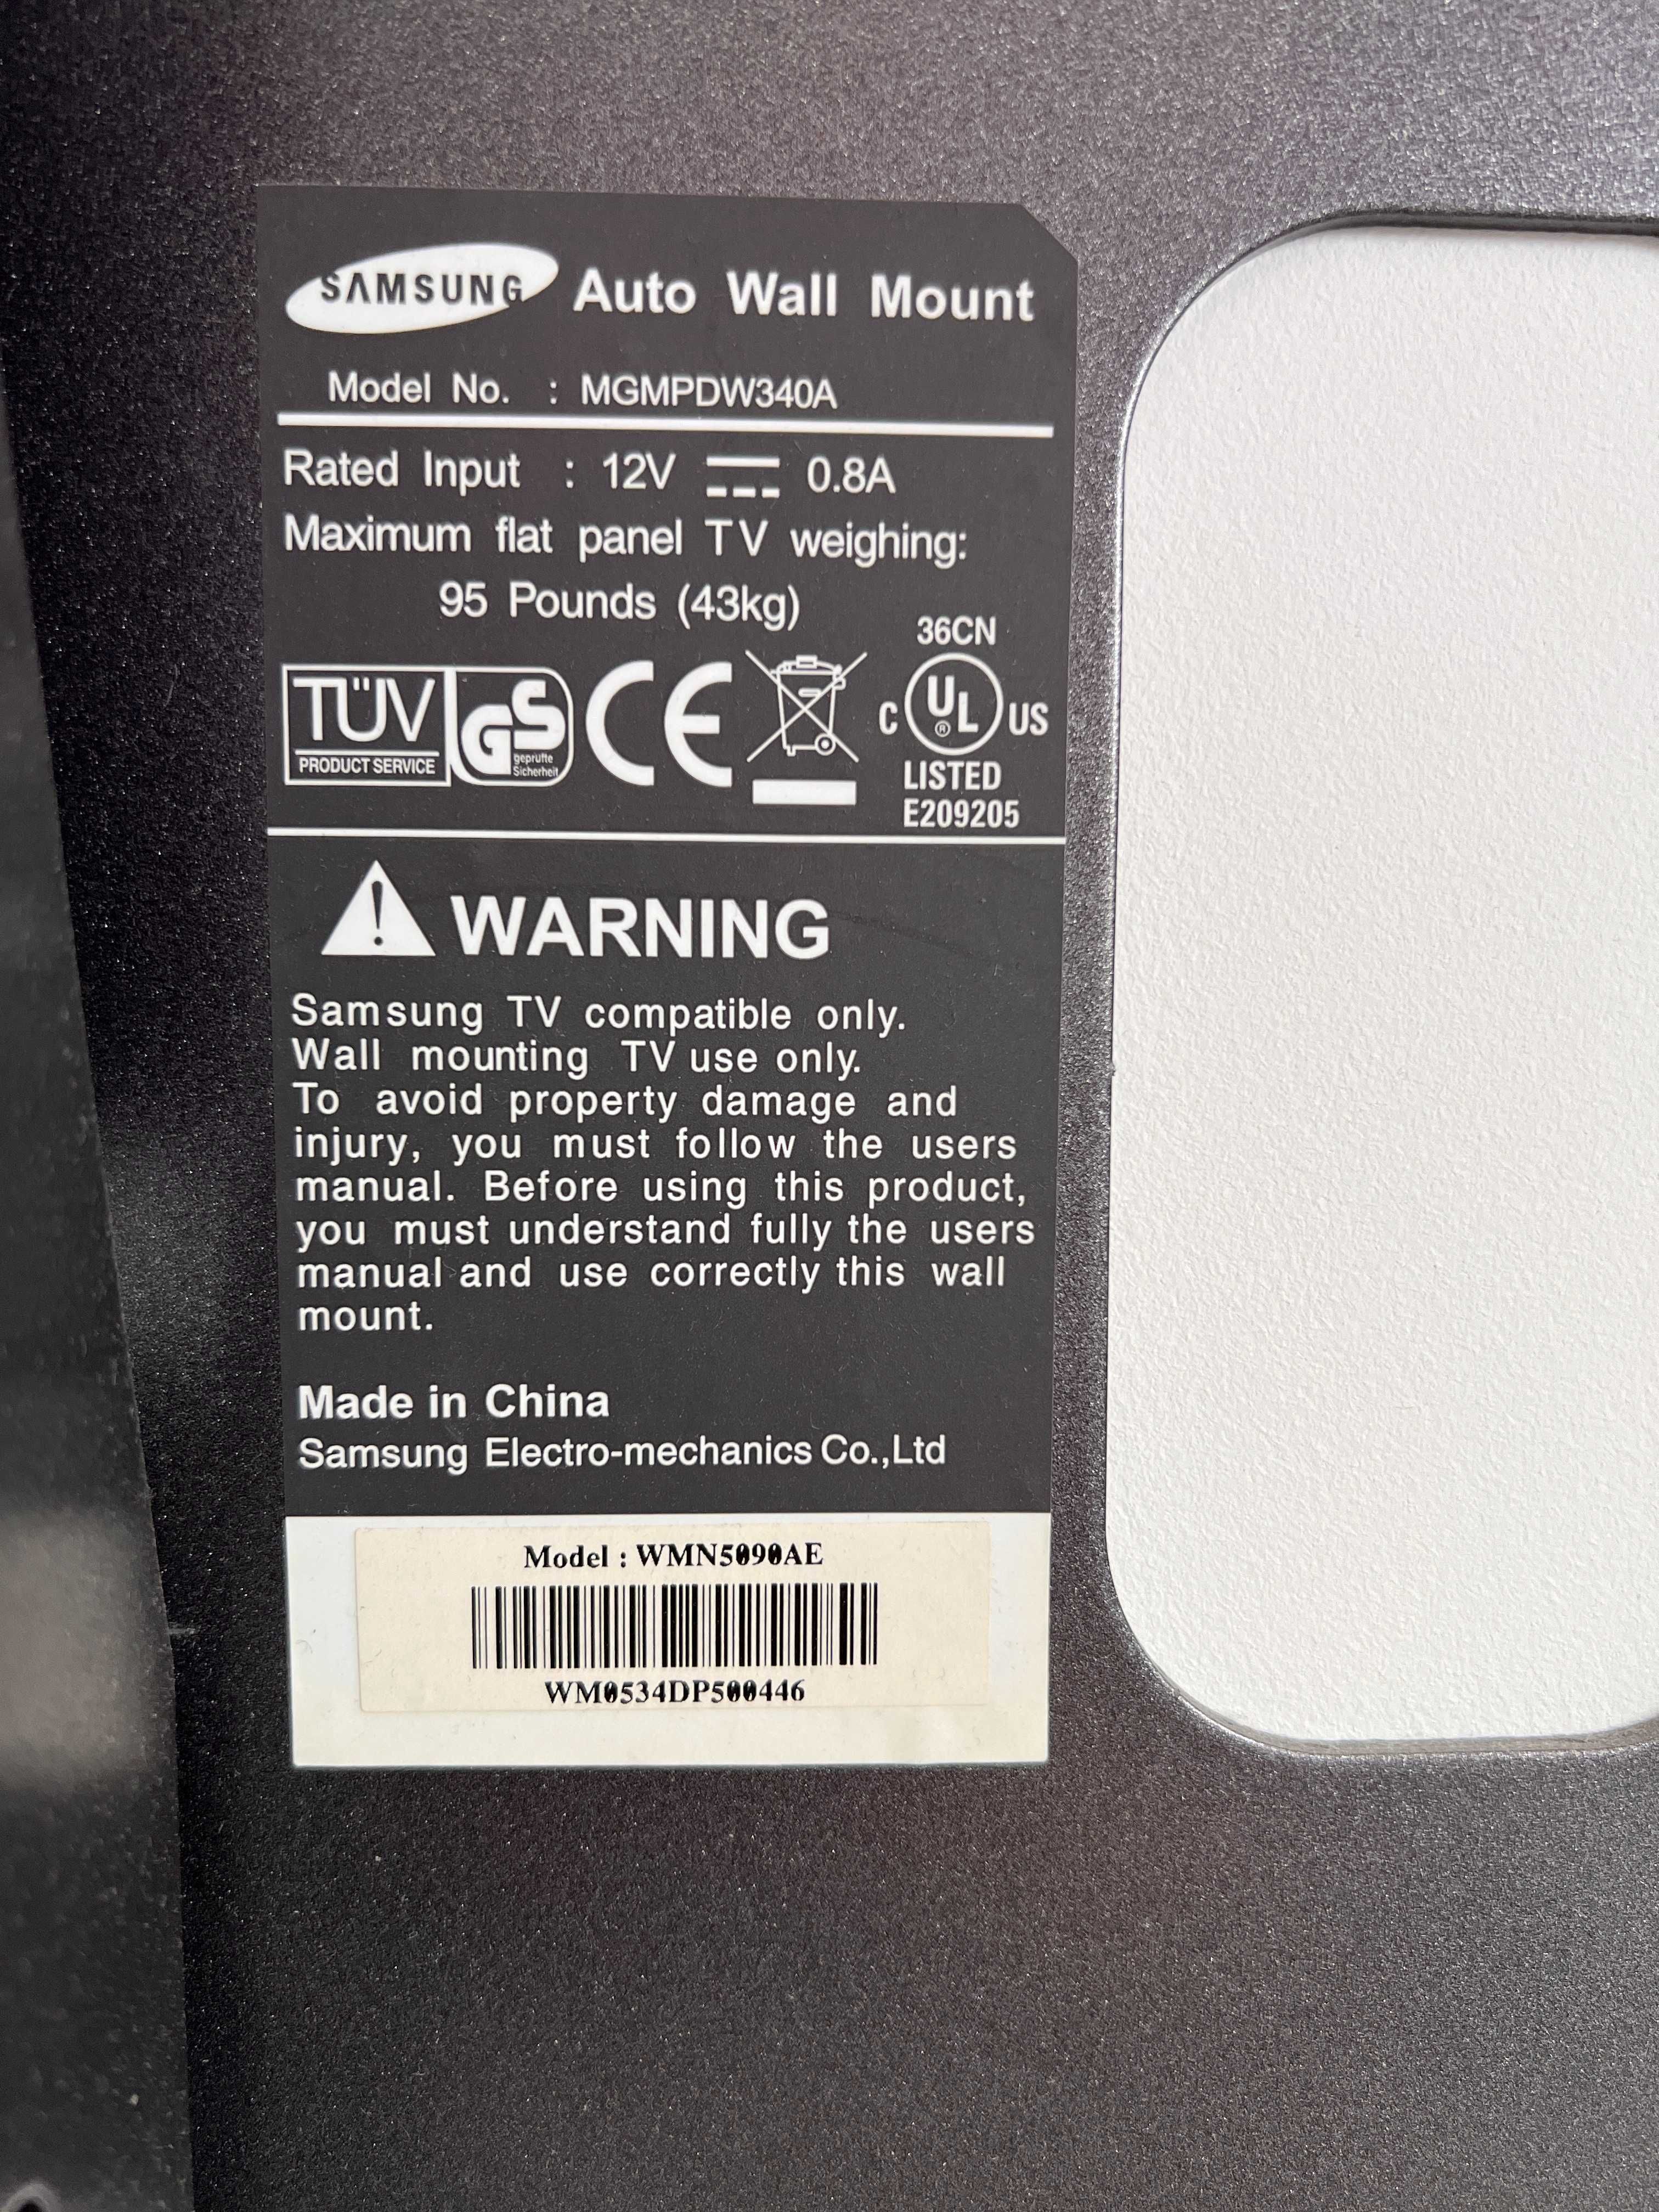 SAMSUNG Auto Wall Mount
Model No. : MGMPDW340A
Rated Input : 12V 0.8A
Maximum flat panel TV weighing:
95 Pounds (43kg)
36CN
TÜV PRODUCT SERVICE
GS geprüfte Sicherheit
CE
C UL® US
LISTED
E209205
WARNING
Samsung TV compatible only.
Wall mounting TV use only.
To avoid property damage and
injury, you must follow the users
manual. Before using this product,
you must understand fully the users
manual and use correctly this wall
mount.
Made in China
Samsung Electro-mechanics Co.,Ltd
Model : WMN5090AE
WM0534DP500446